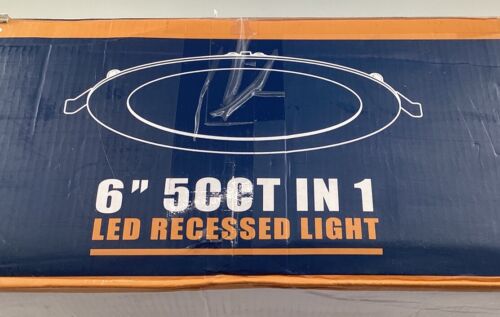 6" 5CCT IN 1
LED RECESSED LIGHT